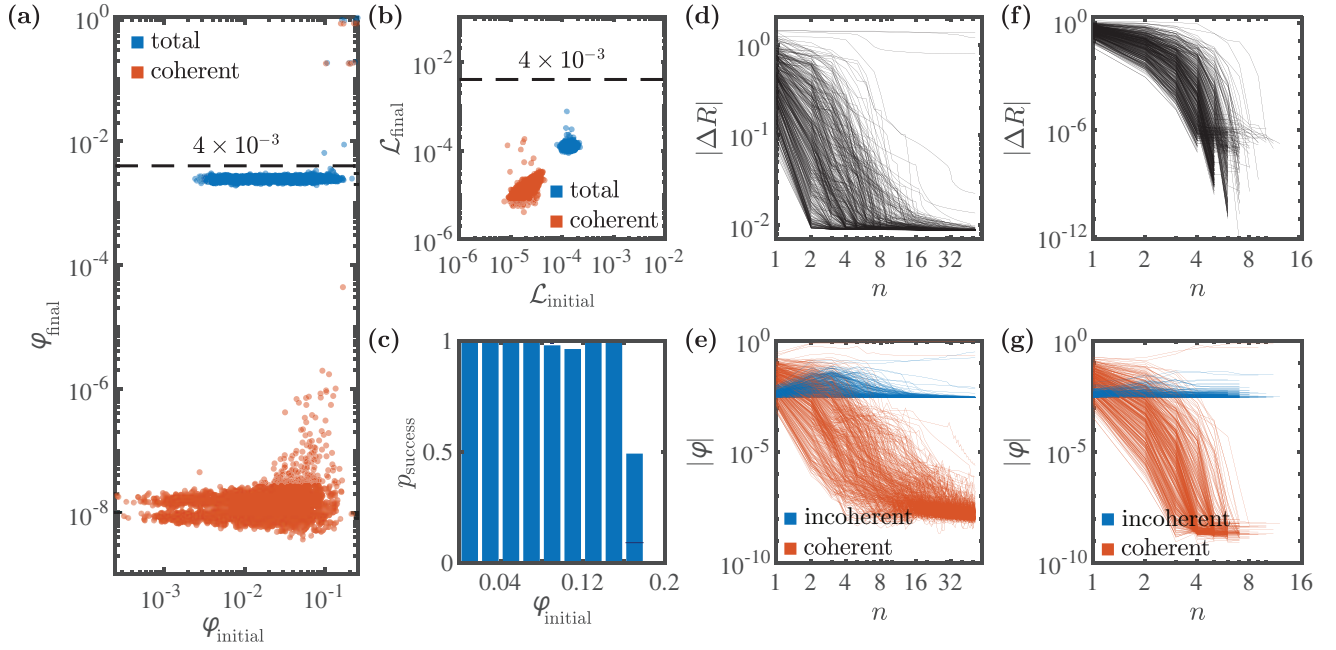 (a)
10^0
total
coherent
10^-2
4 × 10^-3
10^-4
10^-6
10^-8
φ_final
10^-3
10^-2
10^-1
φ_initial
(b)
10^-2
4 × 10^-3
10^-4
10^-6
ℒ_final
total
coherent
10^-6
10^-5
10^-4
10^-3
10^-2
ℒ_initial
(c)
1
0.5
0
p_success
0.04
0.12
0.2
φ_initial
(d)
10^0
10^-1
10^-2
|ΔR|
1
2
4
8
16
32
n
(e)
10^0
10^-5
10^-10
|φ|
incoherent
coherent
1
2
4
8
16
32
n
(f)
10^0
10^-6
10^-12
|ΔR|
1
2
4
8
16
n
(g)
10^0
10^-5
10^-10
|φ|
incoherent
coherent
1
2
4
8
16
n